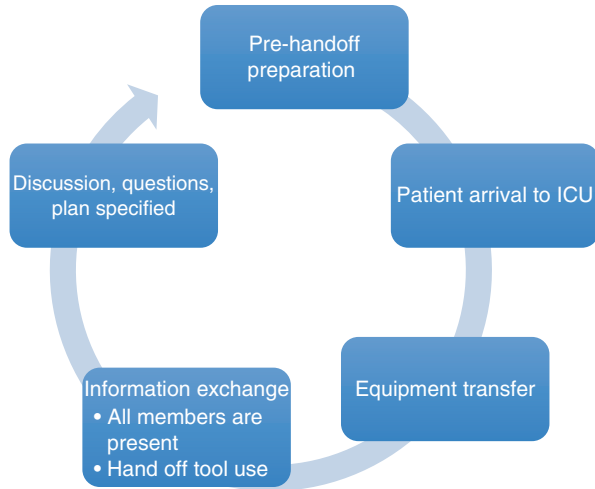 Pre-handoff
preparation
Patient arrival to ICU
Equipment transfer
Information exchange
• All members are
present
• Hand off tool use
Discussion, questions,
plan specified